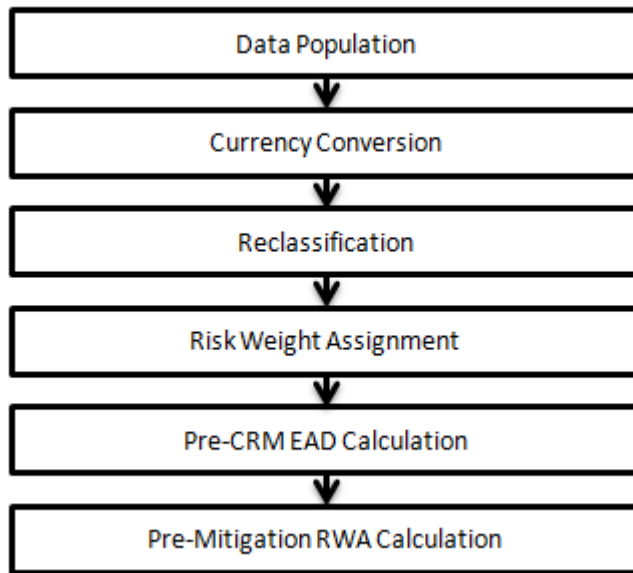 Data Population
Currency Conversion
Reclassification
Risk Weight Assignment
Pre-CRM EAD Calculation
Pre-Mitigation RWA Calculation